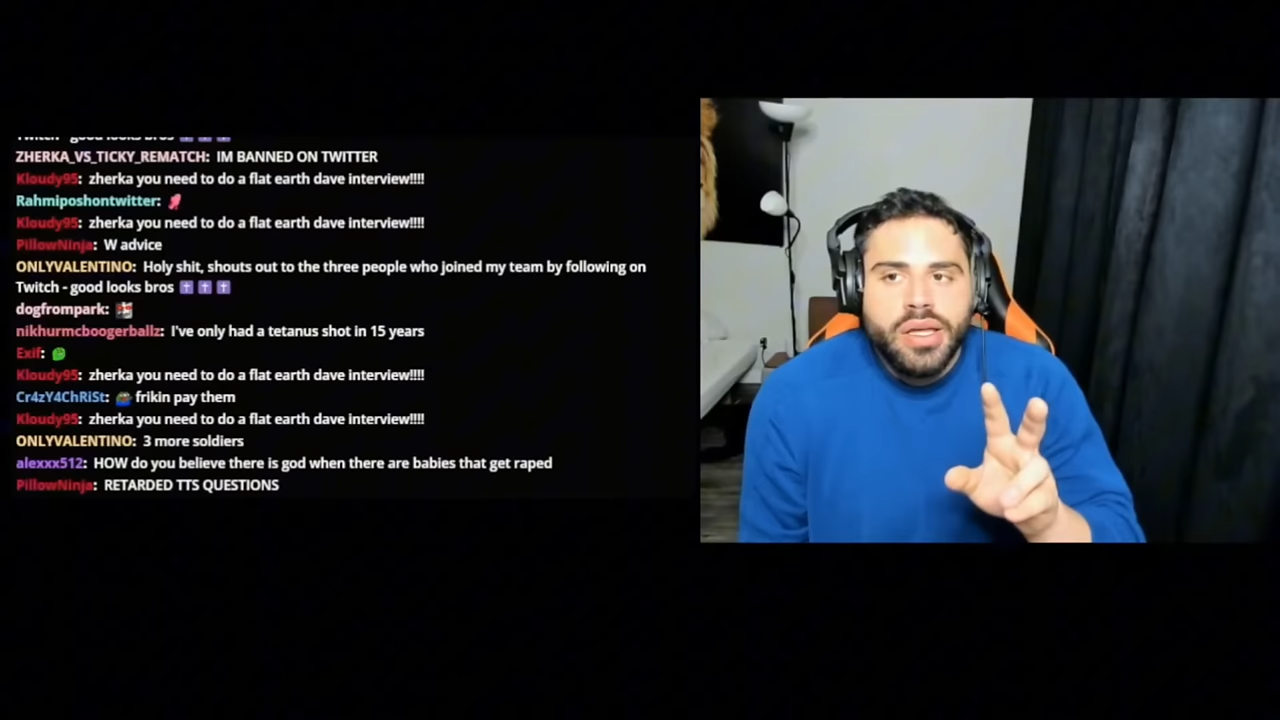 Twitch - good looks bros
ZHERKA_VS_TICKY_REMATCH: IM BANNED ON TWITTER
Kloudy95: zherka you need to do a flat earth dave interview!!!!
Rahmiposhontwitter:
Kloudy95: zherka you need to do a flat earth dave interview!!!!
PillowNinja: W advice
ONLYVALENTINO: Holy shit, shouts out to the three people who joined my team by following on
Twitch - good looks bros
dogfrompark:
nikhurmcboogerballz: I've only had a tetanus shot in 15 years
Exif:
Kloudy95: zherka you need to do a flat earth dave interview!!!!
Cr4zY4ChRiSt: frikin pay them
Kloudy95: zherka you need to do a flat earth dave interview!!!!
ONLYVALENTINO: 3 more soldiers
alexxx512: HOW do you believe there is god when there are babies that get raped
PillowNinja: RETARDED TTS QUESTIONS